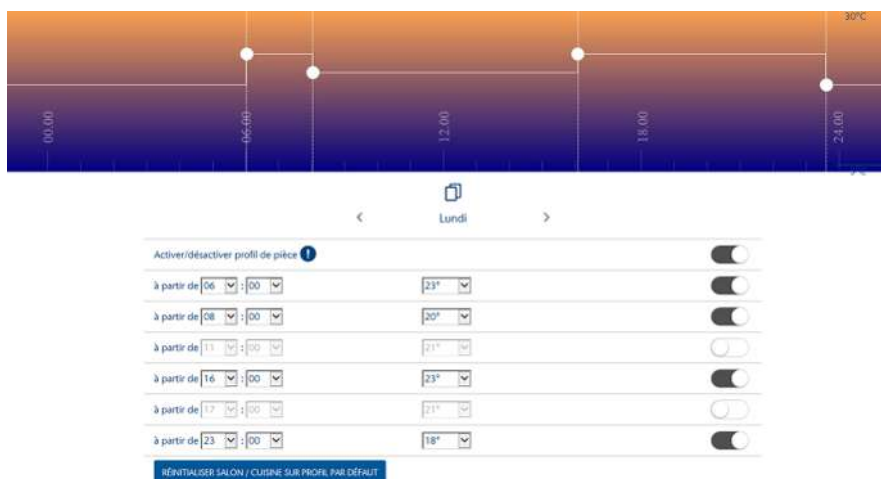 30°C
00.00
06.00
12.00
18.00
24.00
Lundi
Activer/désactiver profil de pièce !
à partir de 06 : 00 23°
à partir de 08 : 00 20°
à partir de 11 : 00 21°
à partir de 16 : 00 23°
à partir de 17 : 00 21°
à partir de 23 : 00 18°
RÉINITIALISER SALON / CUISINE SUR PROFIL PAR DÉFAUT